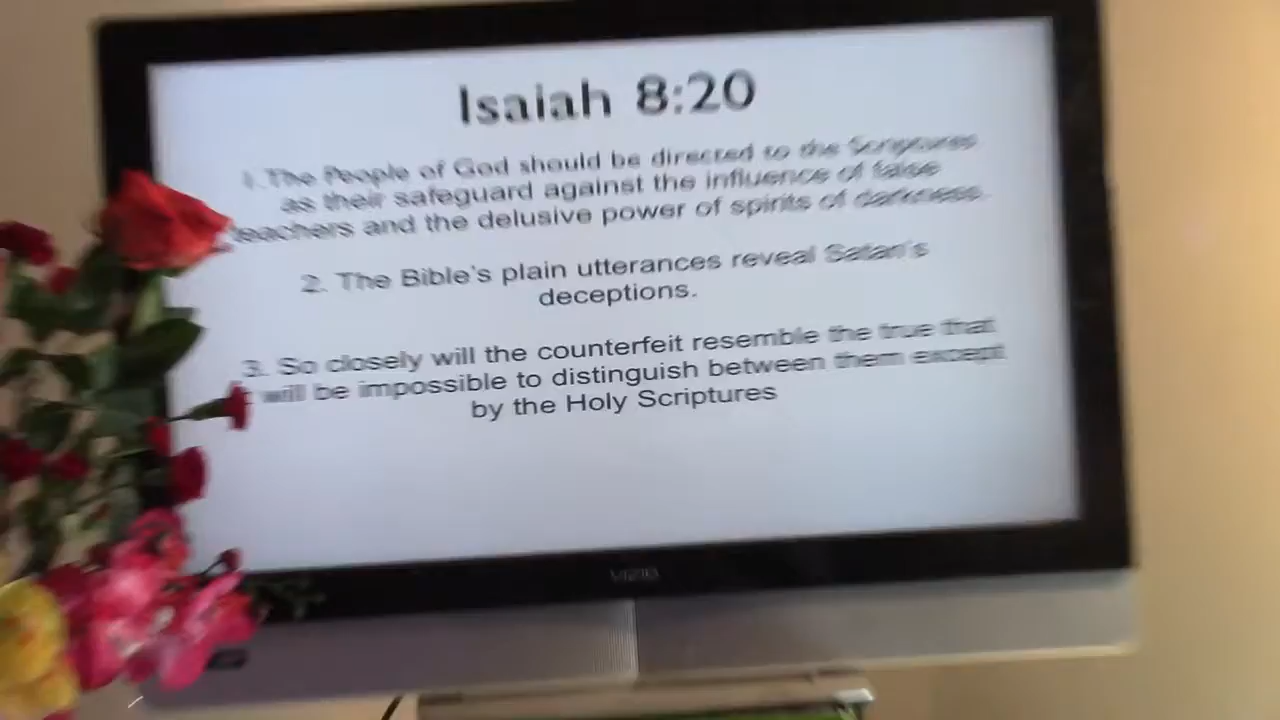 Isaiah 8:20
1. The People of God should be directed to the Scriptures
as their safeguard against the influence of false
teachers and the delusive power of spirits of darkness.
2. The Bible's plain utterances reveal Satan's
deceptions.
3. So closely will the counterfeit resemble the true that
will be impossible to distinguish between them except
by the Holy Scriptures
VIZIO